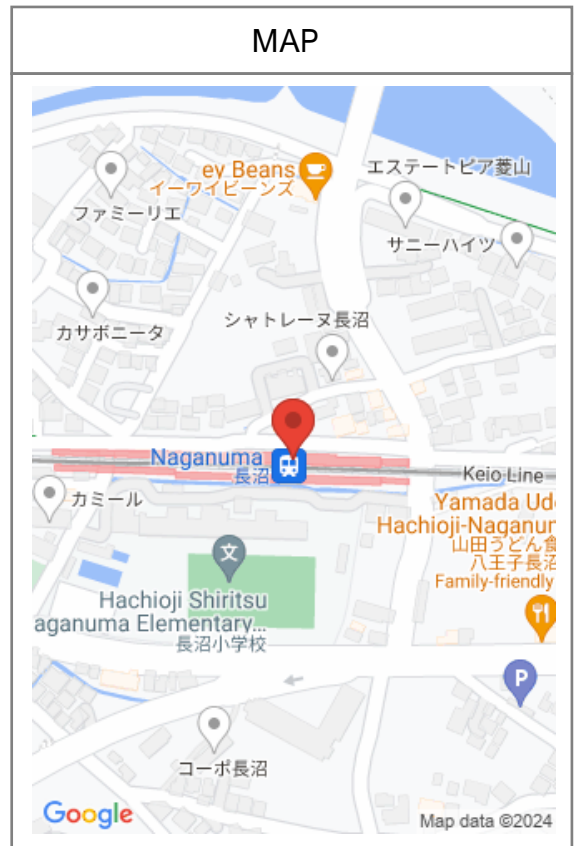 MAP
ey Beans
イーワイビーンズ
エステートピア菱山
ファミーリエ
サニーハイツ
カサボニータ
シャトレーヌ長沼
Naganuma
長沼
Keio Line
カミール
Yamada Ud
Hachioji-Naganu
山田うどん食
八王子長沼
Family-friendly
文
Hachioji Shiritsu
aganuma Elementary...
長沼小学校
P
コーポ長沼
Google
Map data ©2024